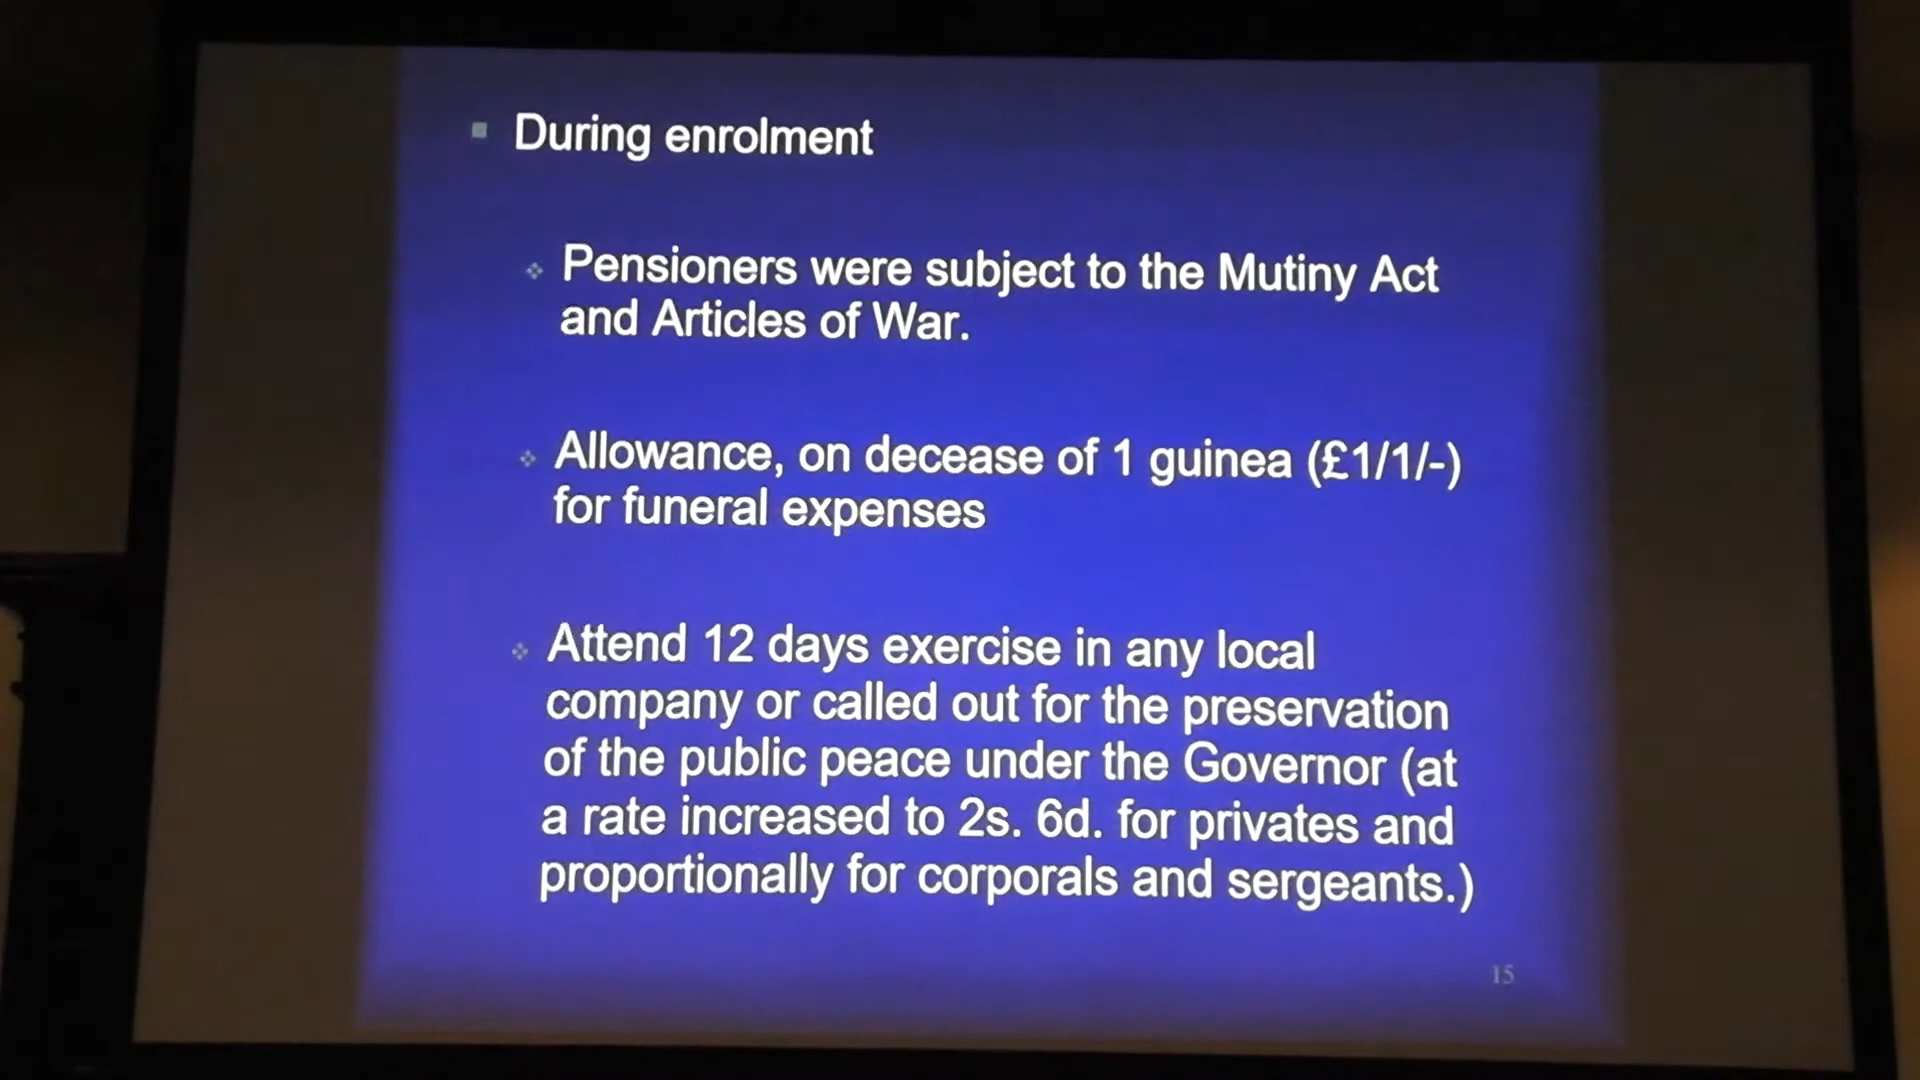 During enrolment
Pensioners were subject to the Mutiny Act
and Articles of War.
Allowance, on decease of 1 guinea (£1/1/-)
for funeral expenses
Attend 12 days exercise in any local
company or called out for the preservation
of the public peace under the Governor (at
a rate increased to 2s. 6d. for privates and
proportionally for corporals and sergeants.)
15